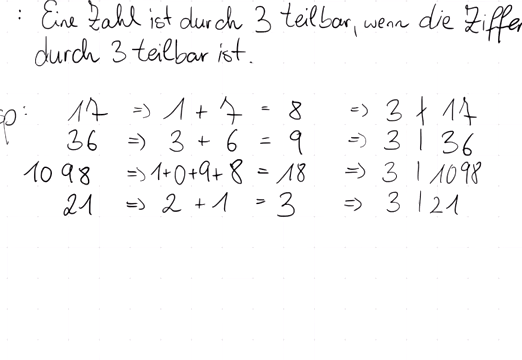 : Eine Zahl ist durch 3 teilbar, wenn die Ziffer
durch 3 teilbar ist.
p: 17 => 1 + 7 = 8 => 3 ∤ 17
36 => 3 + 6 = 9 => 3 | 36
1098 => 1+0+9+8 = 18 => 3 | 1098
21 => 2 + 1 = 3 => 3 | 21